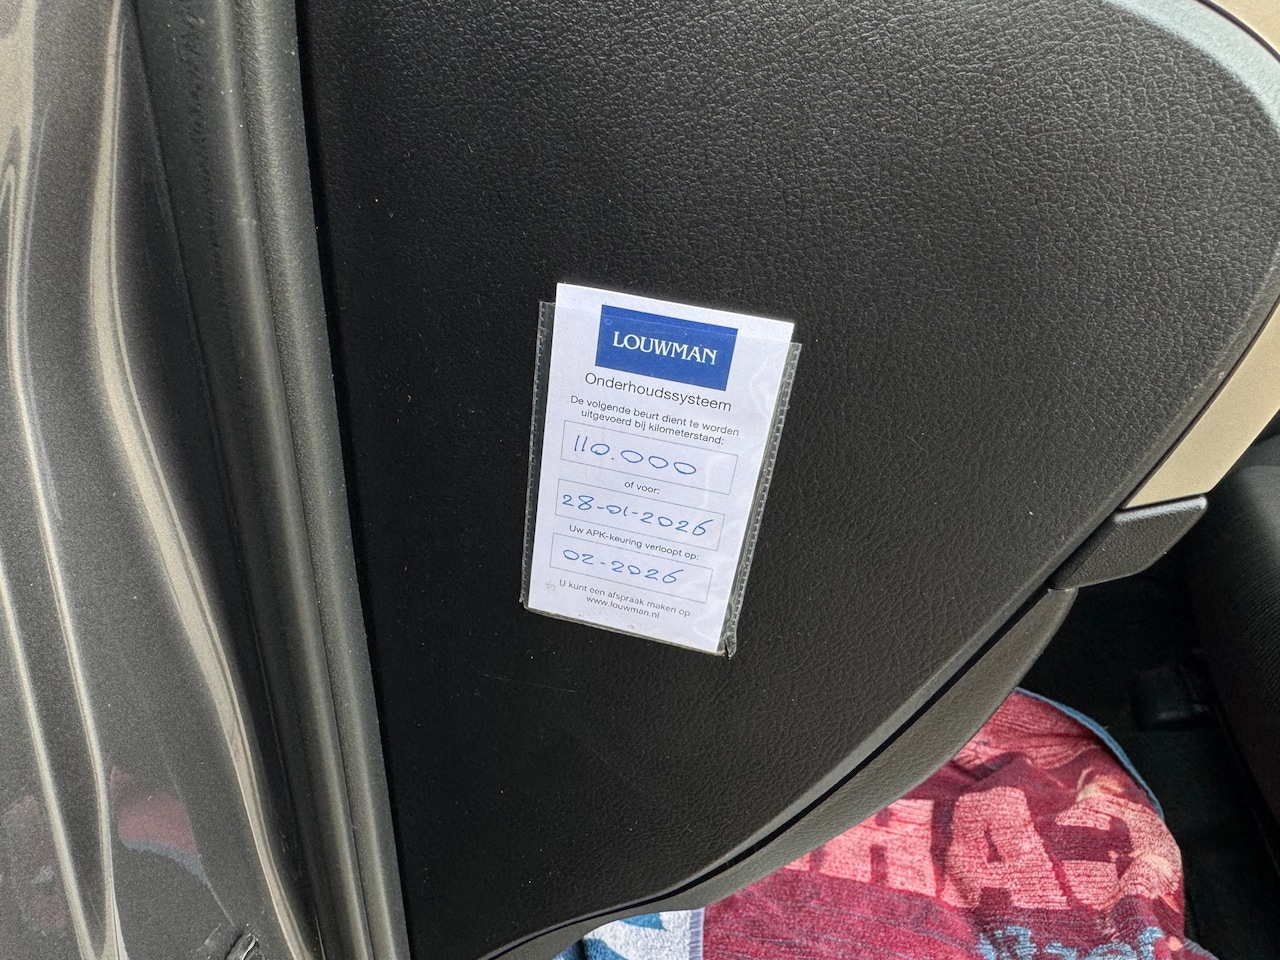 LOUWMAN
Onderhoudssysteem
De volgende beurt dient te worden
uitgevoerd bij kilometerstand:
110.000
of voor:
28-01-2026
Uw APK-keuring verloopt op:
02-2026
U kunt een afspraak maken op
www.louwman.nl